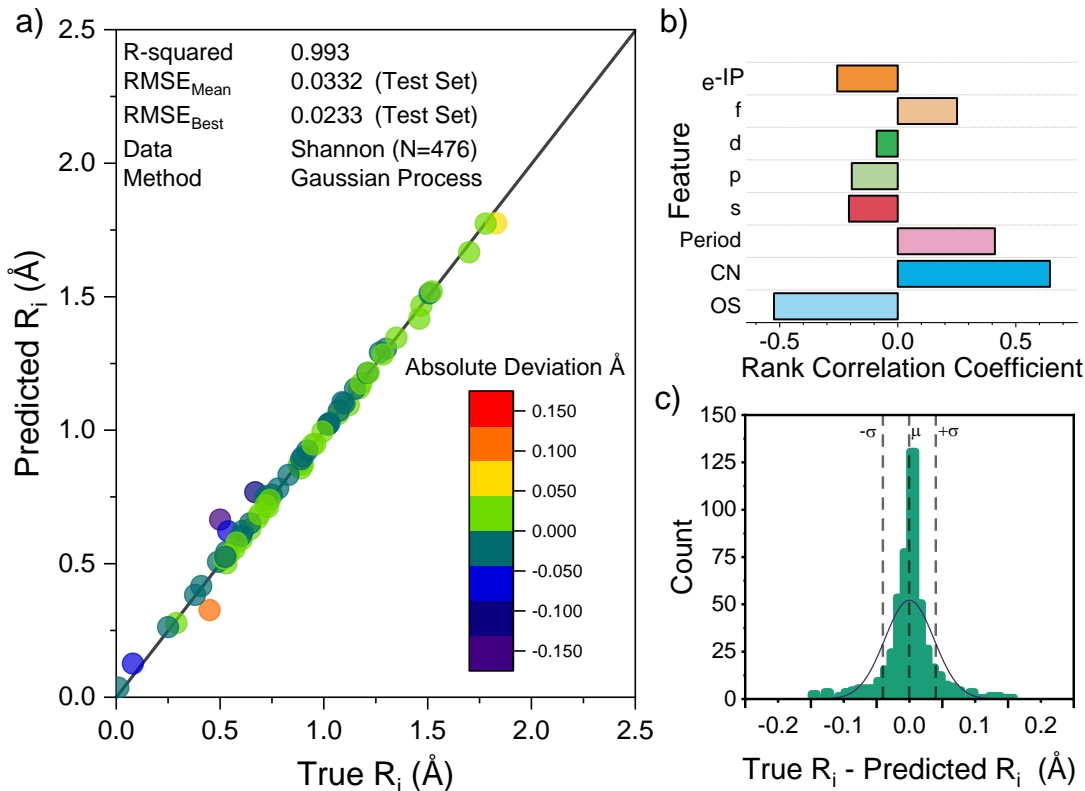 a)
2.5
2.0
1.5
1.0
0.5
0.0
Predicted Ri (Å)
R-squared 0.993
RMSEMean 0.0332 (Test Set)
RMSEBest 0.0233 (Test Set)
Data Shannon (N=476)
Method Gaussian Process
Absolute Deviation Å
0.150
0.100
0.050
0.000
-0.050
-0.100
-0.150
0.0 0.5 1.0 1.5 2.0 2.5
True Ri (Å)
b)
Feature
e-IP
f
d
p
s
Period
CN
OS
-0.5 0.0 0.5
Rank Correlation Coefficient
c)
150
125
100
75
50
25
0
Count
-σ μ +σ
-0.2 -0.1 0.0 0.1 0.2
True Ri - Predicted Ri (Å)